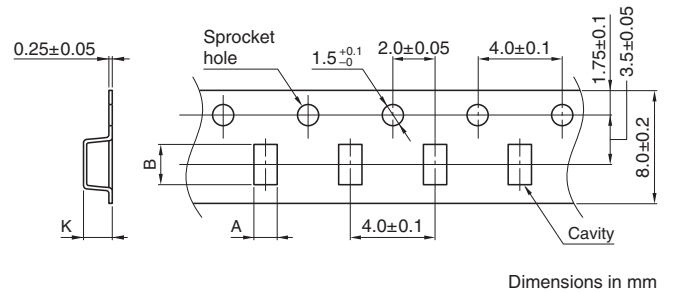 0.25±0.05
Sprocket
hole
1.5 +0.1 -0
2.0±0.05
4.0±0.1
1.75±0.1
3.5±0.05
8.0±0.2
B
K
A
4.0±0.1
Cavity
Dimensions in mm